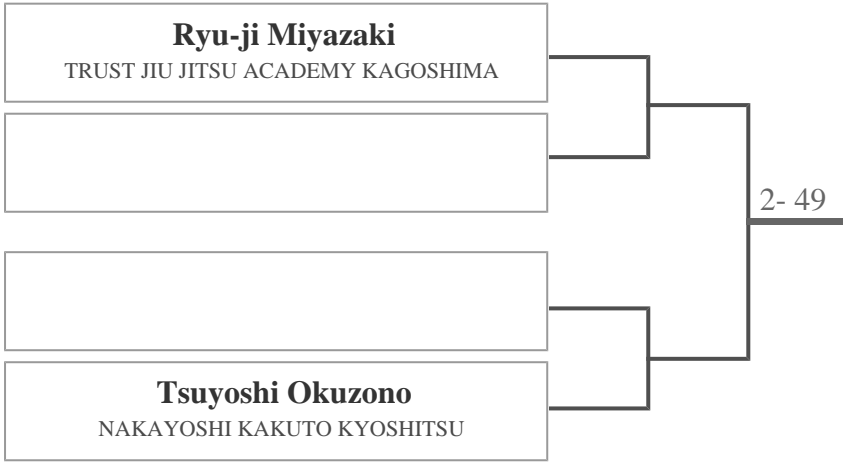 Ryu-ji Miyazaki
TRUST JIU JITSU ACADEMY KAGOSHIMA
2- 49
Tsuyoshi Okuzono
NAKAYOSHI KAKUTO KYOSHITSU